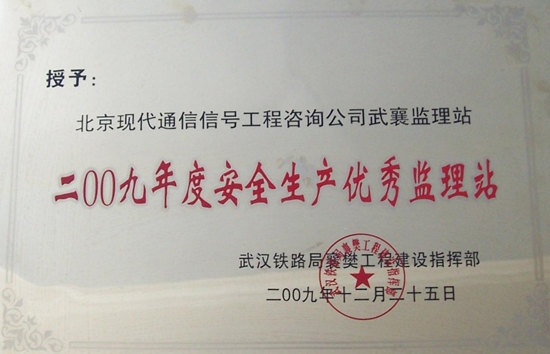 授予：
北京现代通信信号工程咨询公司武襄监理站
二00九年度安全生产优秀监理站
武汉铁路局襄樊工程建设指挥部
二00九年十二月二十五日